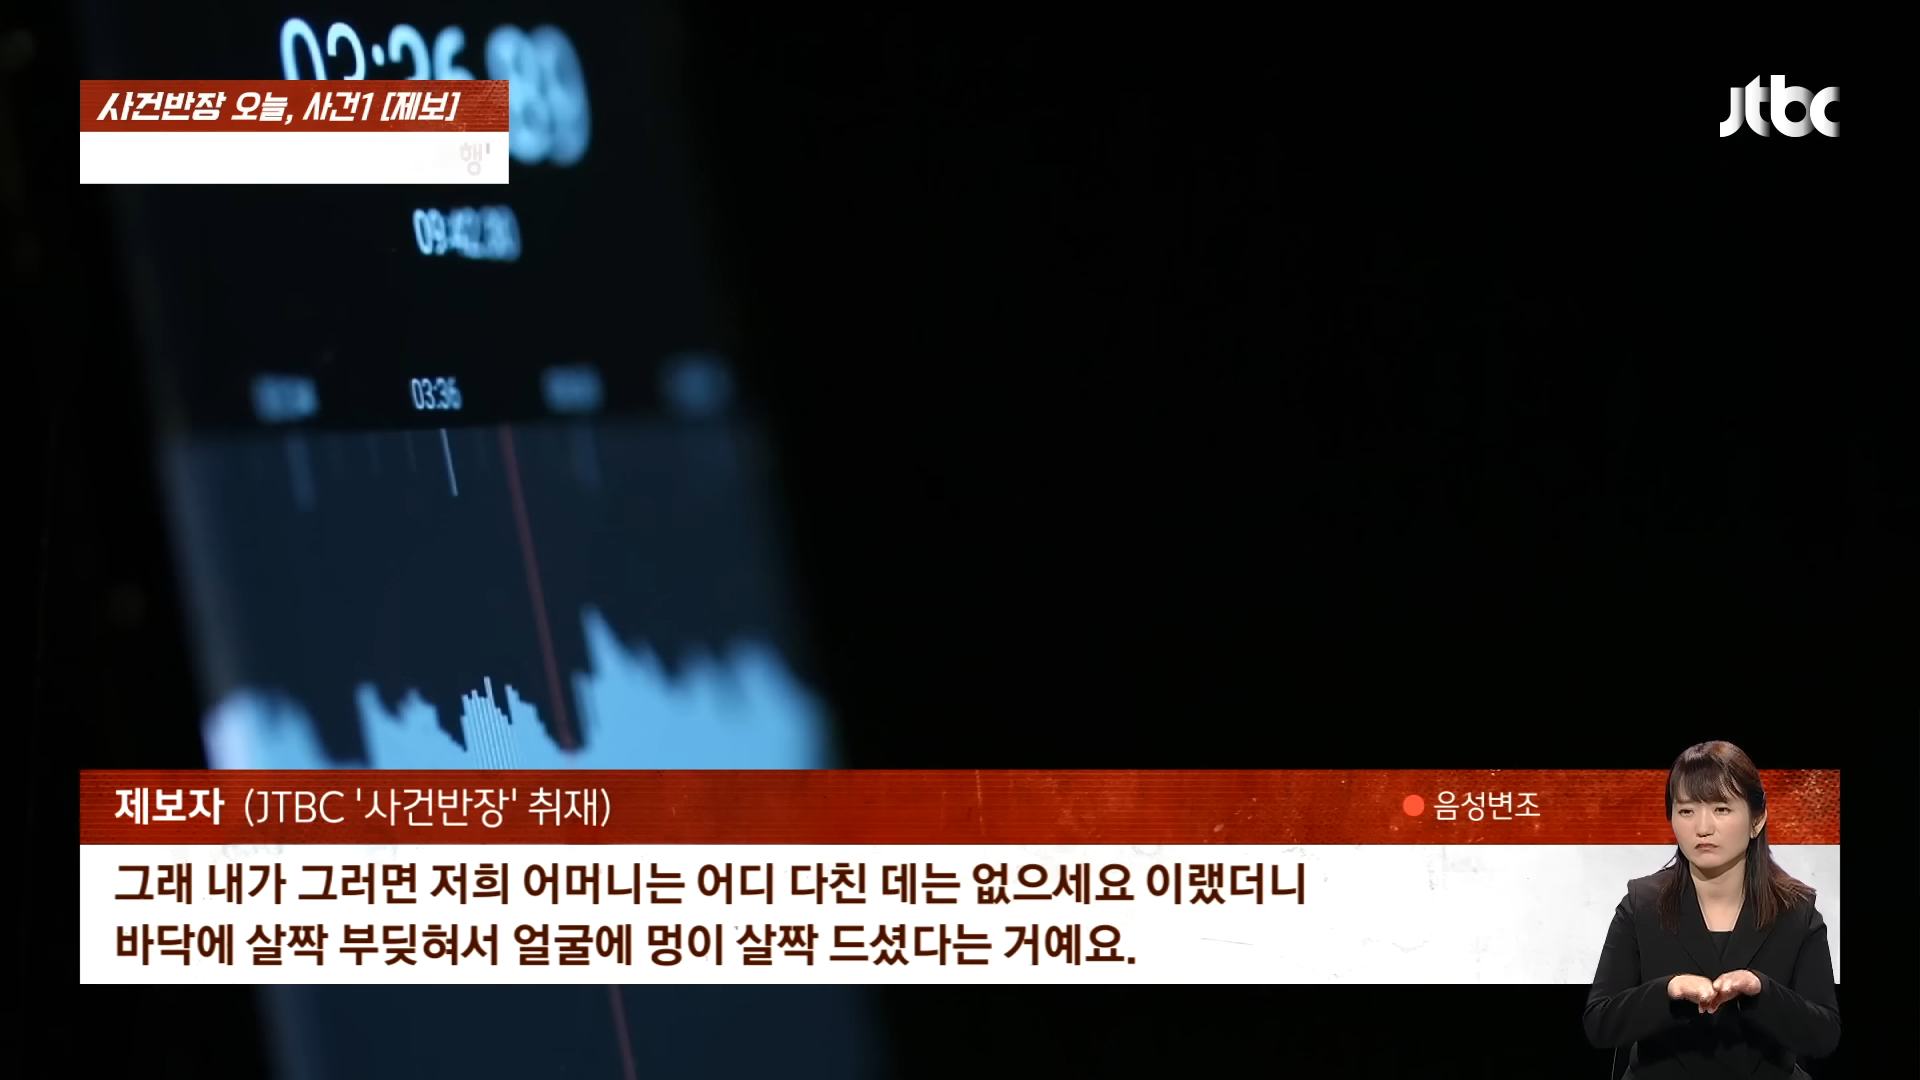 사건반장 오늘, 사건1 [제보]
행'
jtbc
09:42.80
03:36
제보자 (JTBC '사건반장' 취재)
음성변조
그래 내가 그러면 저희 어머니는 어디 다친 데는 없으세요 이랬더니
바닥에 살짝 부딪혀서 얼굴에 멍이 살짝 드셨다는 거예요.